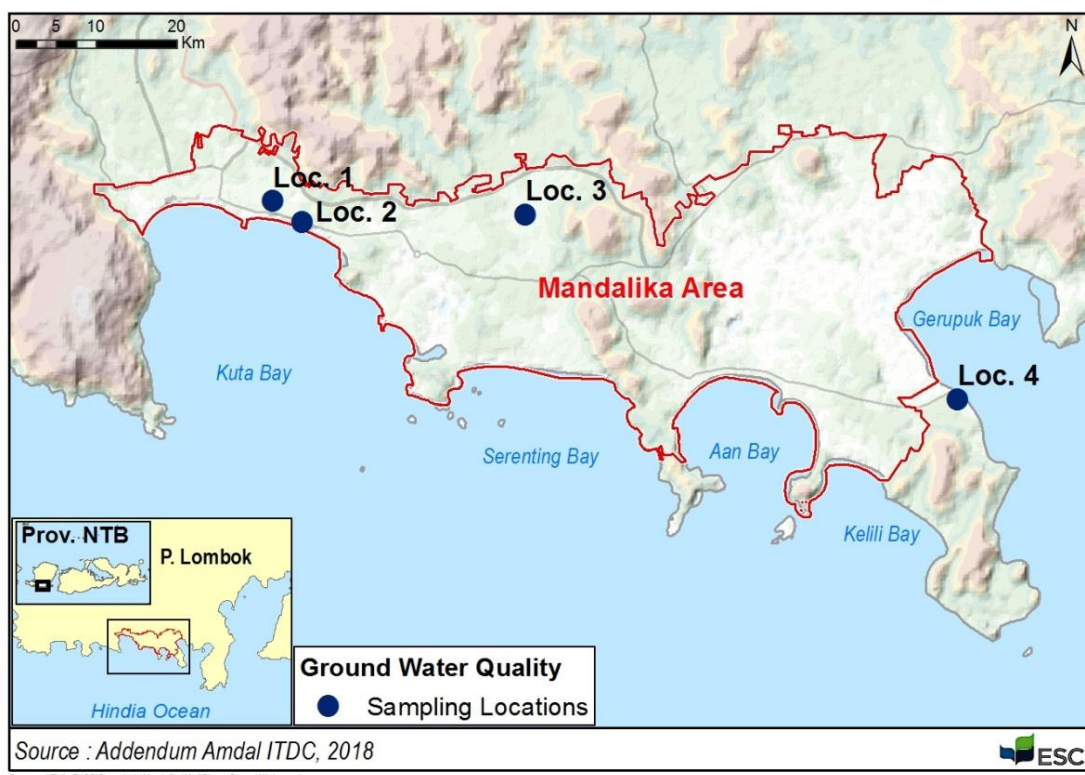 0 5 10 20
Km
N
Loc. 1
Loc. 2
Loc. 3
Mandalika Area
Gerupuk Bay
Kuta Bay
Loc. 4
Serenting Bay
Aan Bay
Kelili Bay
Prov. NTB
P. Lombok
Hindia Ocean
Ground Water Quality
Sampling Locations
Source : Addendum Amdal ITDC, 2018
ESC